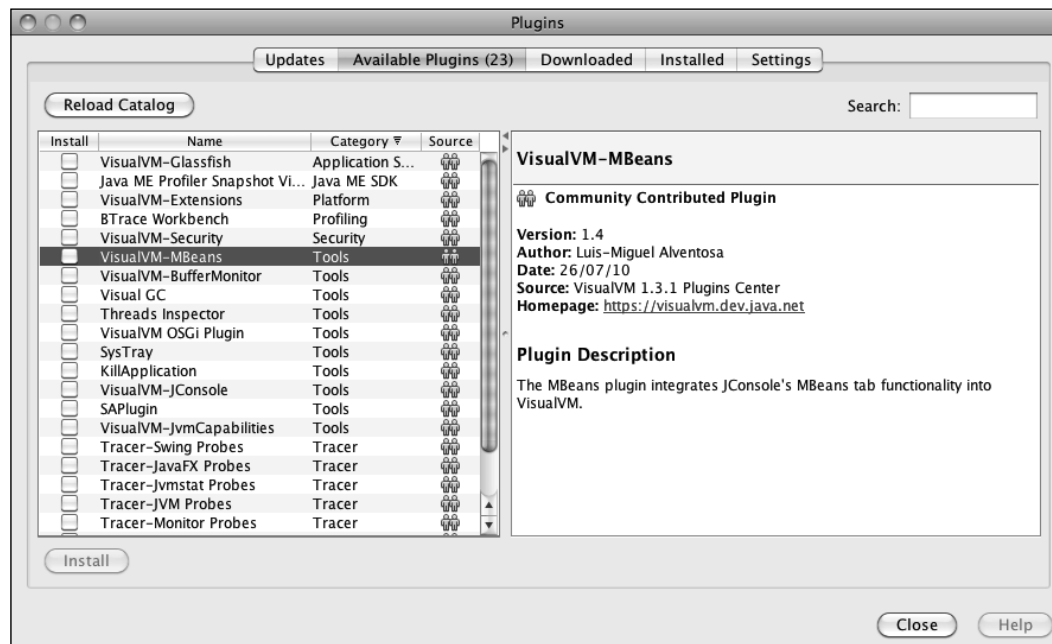 Plugins
Updates Available Plugins (23) Downloaded Installed Settings
Reload Catalog Search:
Install Name Category Source
VisualVM-Glassfish Application S...
Java ME Profiler Snapshot Vi... Java ME SDK
VisualVM-Extensions Platform
BTrace Workbench Profiling
VisualVM-Security Security
VisualVM-MBeans Tools
VisualVM-BufferMonitor Tools
Visual GC Tools
Threads Inspector Tools
VisualVM OSGi Plugin Tools
SysTray Tools
KillApplication Tools
VisualVM-JConsole Tools
SAPlugin Tools
VisualVM-JvmCapabilities Tools
Tracer-Swing Probes Tracer
Tracer-JavaFX Probes Tracer
Tracer-Jvmstat Probes Tracer
Tracer-JVM Probes Tracer
Tracer-Monitor Probes Tracer
VisualVM-MBeans
Community Contributed Plugin
Version: 1.4
Author: Luis-Miguel Alventosa
Date: 26/07/10
Source: VisualVM 1.3.1 Plugins Center
Homepage: https://visualvm.dev.java.net
Plugin Description
The MBeans plugin integrates JConsole's MBeans tab functionality into
VisualVM.
Install
Close Help